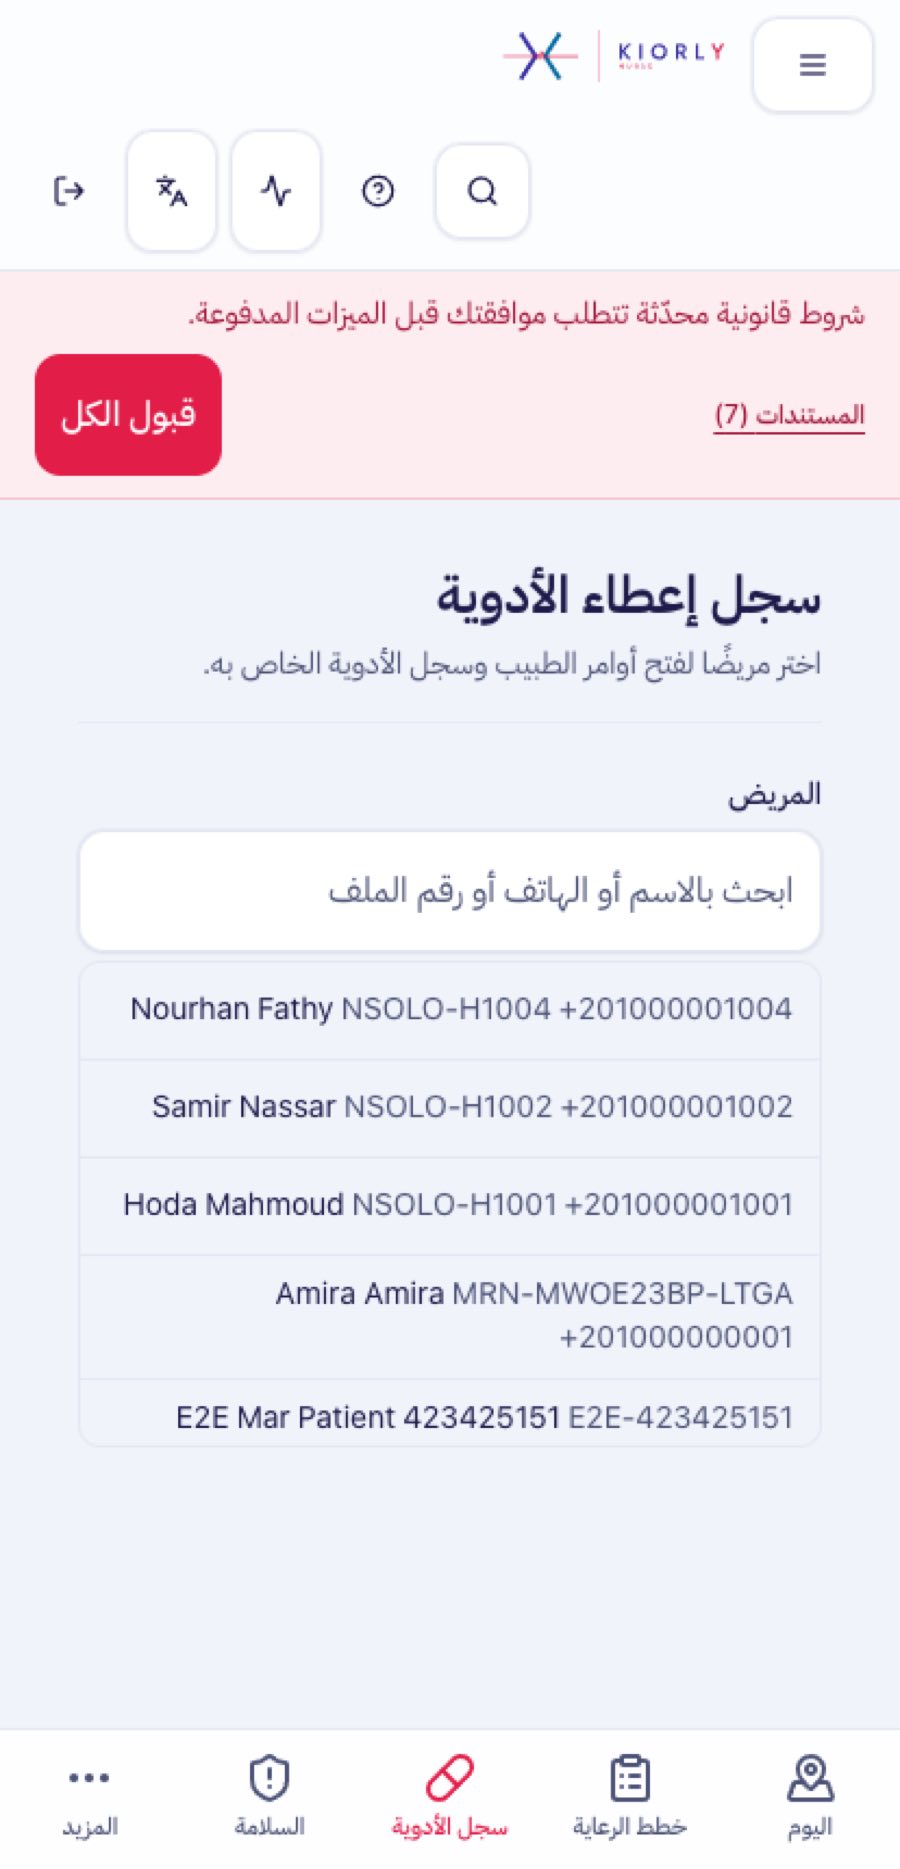 KIORLY
NURSE
شروط قانونية محدّثة تتطلب موافقتك قبل الميزات المدفوعة.
المستندات (7)
قبول الكل
سجل إعطاء الأدوية
اختر مريضًا لفتح أوامر الطبيب وسجل الأدوية الخاص به.
المريض
ابحث بالاسم أو الهاتف أو رقم الملف
Nourhan Fathy NSOLO-H1004 +201000001004
Samir Nassar NSOLO-H1002 +201000001002
Hoda Mahmoud NSOLO-H1001 +201000001001
Amira Amira MRN-MWOE23BP-LTGA
+201000000001
E2E Mar Patient 423425151 E2E-423425151
اليوم
خطط الرعاية
سجل الأدوية
السلامة
المزيد